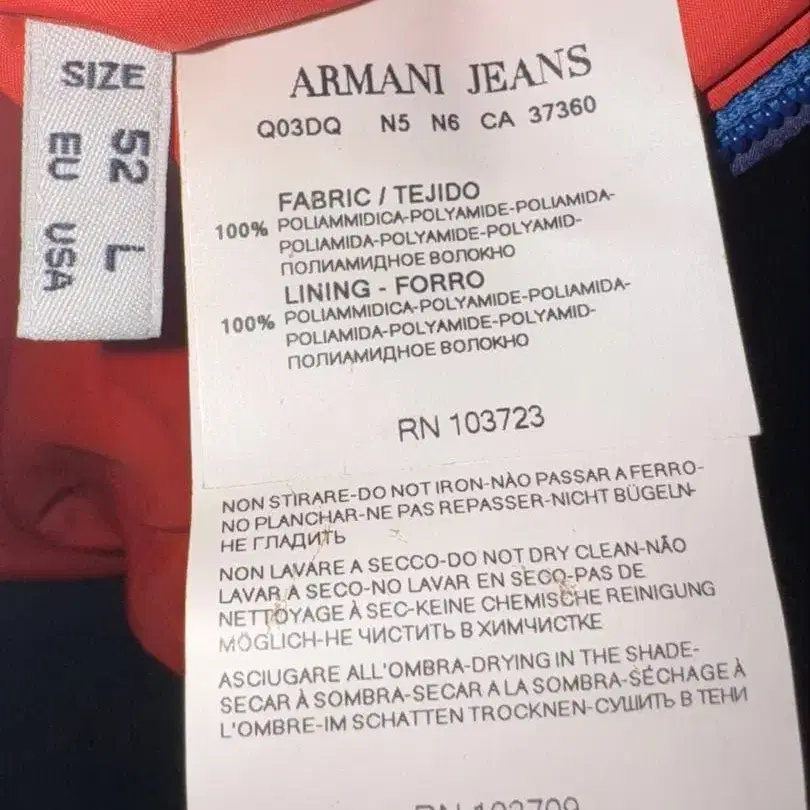 SIZE
52 L
EU USA
ARMANI JEANS
Q03DQ N5 N6 CA 37360
FABRIC / TEJIDO
100% POLIAMMIDICA-POLYAMIDE-POLIAMIDA-
POLIAMIDA-POLYAMIDE-POLYAMID-
ПОЛИАМИДНОЕ ВОЛОКНО
LINING - FORRO
100% POLIAMMIDICA-POLYAMIDE-POLIAMIDA-
POLIAMIDA-POLYAMIDE-POLYAMID-
ПОЛИАМИДНОЕ ВОЛОКНО
RN 103723
NON STIRARE-DO NOT IRON-NÀO PASSAR A FERRO-
NO PLANCHAR-NE PAS REPASSER-NICHT BÜGELN-
НЕ ГЛАДИТЬ
NON LAVARE A SECCO-DO NOT DRY CLEAN-NÃO
LAVAR A SECO-NO LAVAR EN SECO-PAS DE
NETTOYAGE À SEC-KEINE CHEMISCHE REINIGUNG
MÖGLICH-НЕ ЧИСТИТЬ В ХИМЧИСТКЕ
ASCIUGARE ALL'OMBRA-DRYING IN THE SHADE-
SECAR À SOMBRA-SECAR A LA SOMBRA-SÉCHAGE À
L'OMBRE-IM SCHATTEN TROCKNEN-СУШИТЬ В ТЕНИ